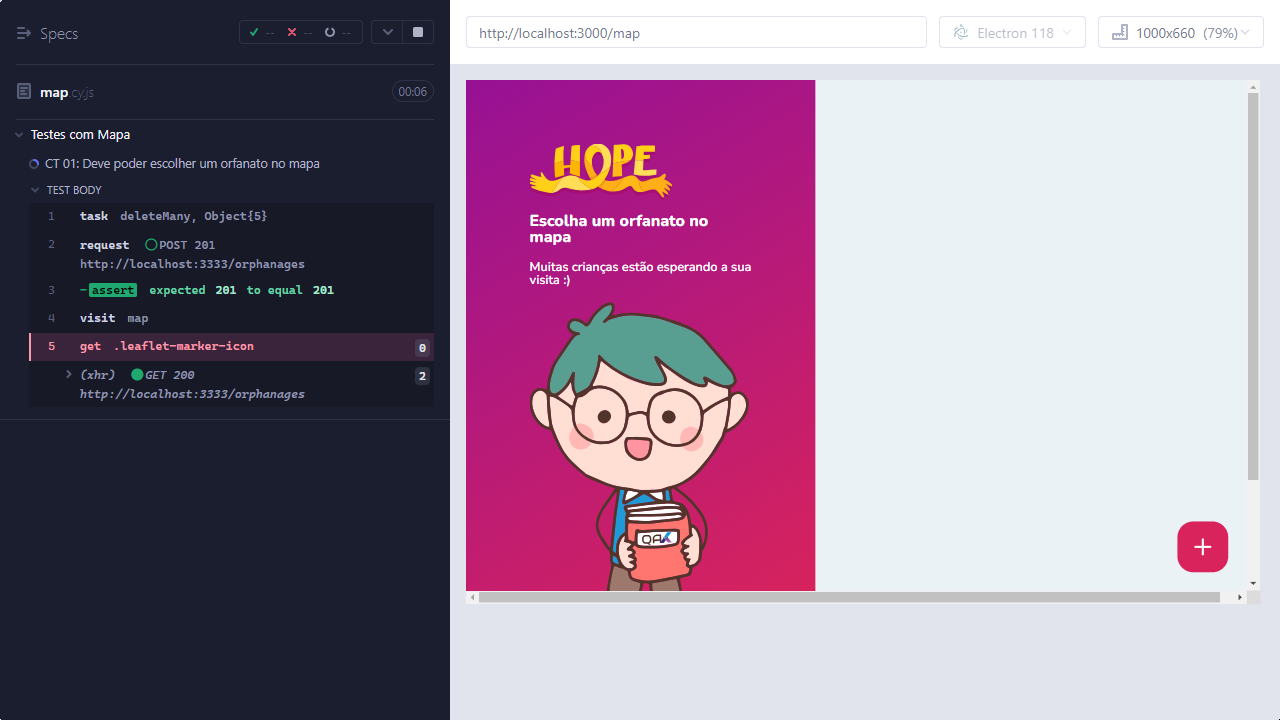 Specs
-- -- --
map.cy.js
00:06
Testes com Mapa
CT 01: Deve poder escolher um orfanato no mapa
TEST BODY
1 task deleteMany, Object{5}
2 request POST 201
http://localhost:3333/orphanages
3 -assert expected 201 to equal 201
4 visit map
5 get .leaflet-marker-icon 0
(xhr) GET 200 2
http://localhost:3333/orphanages
http://localhost:3000/map
Electron 118
1000x660 (79%)
HOPE
Escolha um orfanato no
mapa
Muitas crianças estão esperando a sua
visita :)
QAX